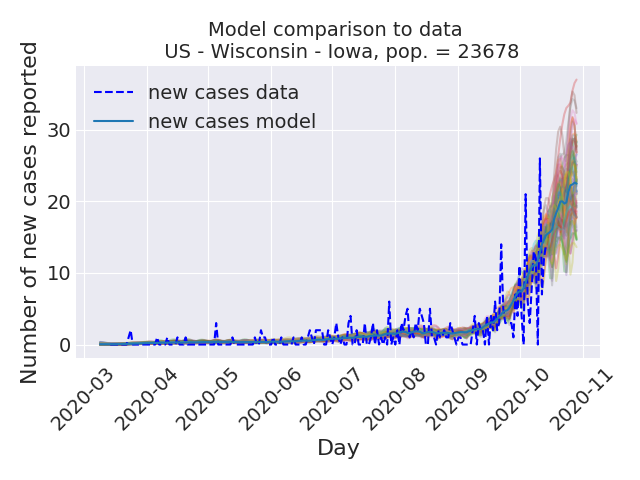 Model comparison to data
US - Wisconsin - Iowa, pop. = 23678
new cases data
new cases model
Number of new cases reported
30
20
10
0
2020-03
2020-04
2020-05
2020-06
2020-07
2020-08
2020-09
2020-10
2020-11
Day